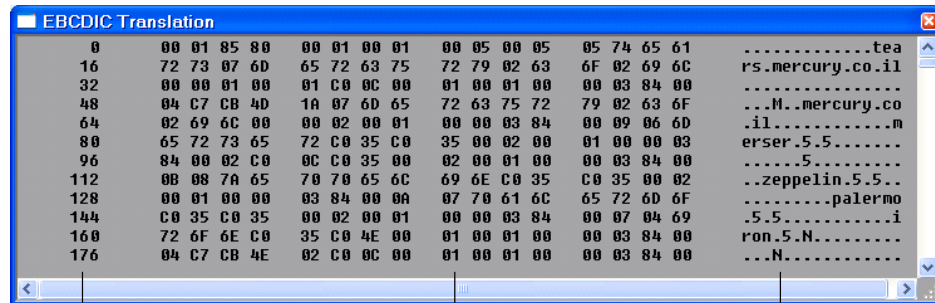 EBCDIC Translation
0 00 01 85 80 00 01 00 01 00 05 00 05 05 74 65 61 .............tea
16 72 73 07 6D 65 72 63 75 72 79 02 63 6F 02 69 6C rs.mercury.co.il
32 00 00 01 00 01 C0 0C 00 01 00 01 00 00 03 84 00 ................
48 04 C7 CB 4D 1A 07 6D 65 72 63 75 72 79 02 63 6F ...M..mercury.co
64 02 69 6C 00 00 02 00 01 00 00 03 84 00 09 06 6D .il............m
80 65 72 73 65 72 C0 35 C0 35 00 02 00 01 00 00 03 erser.5.5.......
96 84 00 02 C0 0C C0 35 00 02 00 01 00 00 03 84 00 ......5.........
112 0B 08 7A 65 70 70 65 6C 69 6E C0 35 C0 35 00 02 ..zeppelin.5.5..
128 00 01 00 00 03 84 00 0A 07 70 61 6C 65 72 6D 6F .........palermo
144 C0 35 C0 35 00 02 00 01 00 00 03 84 00 07 04 69 .5.5...........i
160 72 6F 6E C0 35 C0 4E 00 01 00 01 00 00 03 84 00 ron.5.N.........
176 04 C7 CB 4E 02 C0 0C 00 01 00 01 00 00 03 84 00 ...N............